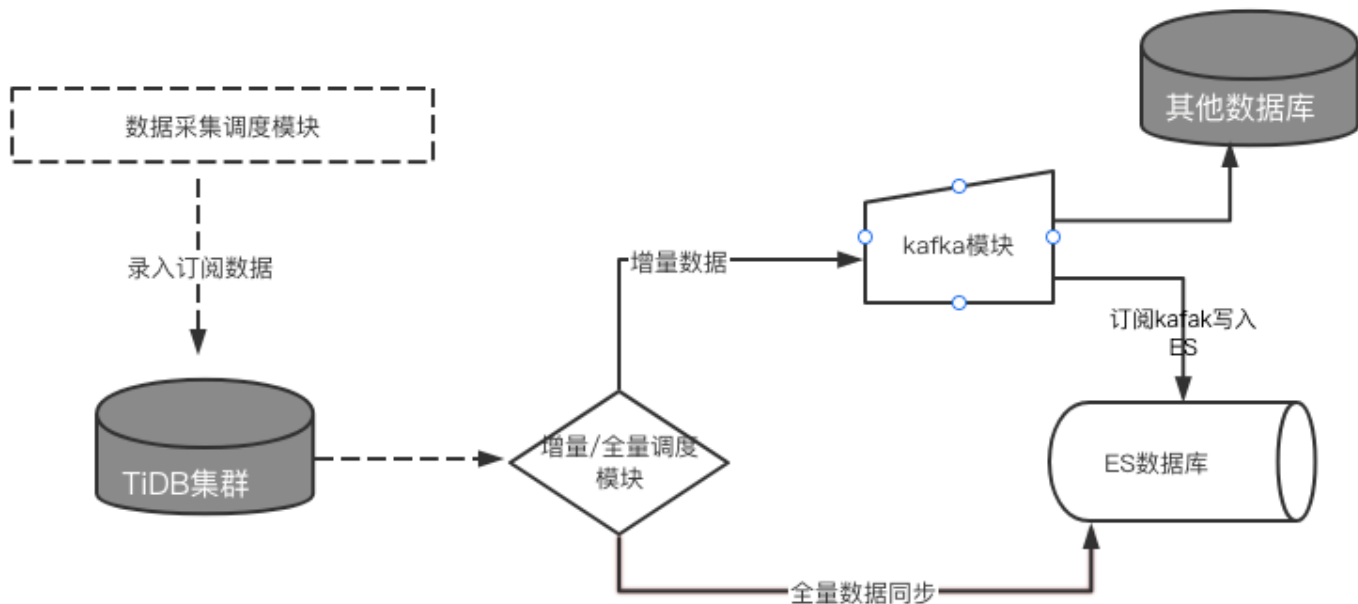 其他数据库
数据采集调度模块
kafka模块
增量数据
录入订阅数据
订阅kafak写入
ES
增量/全量调度
模块
ES数据库
TiDB集群
全量数据同步